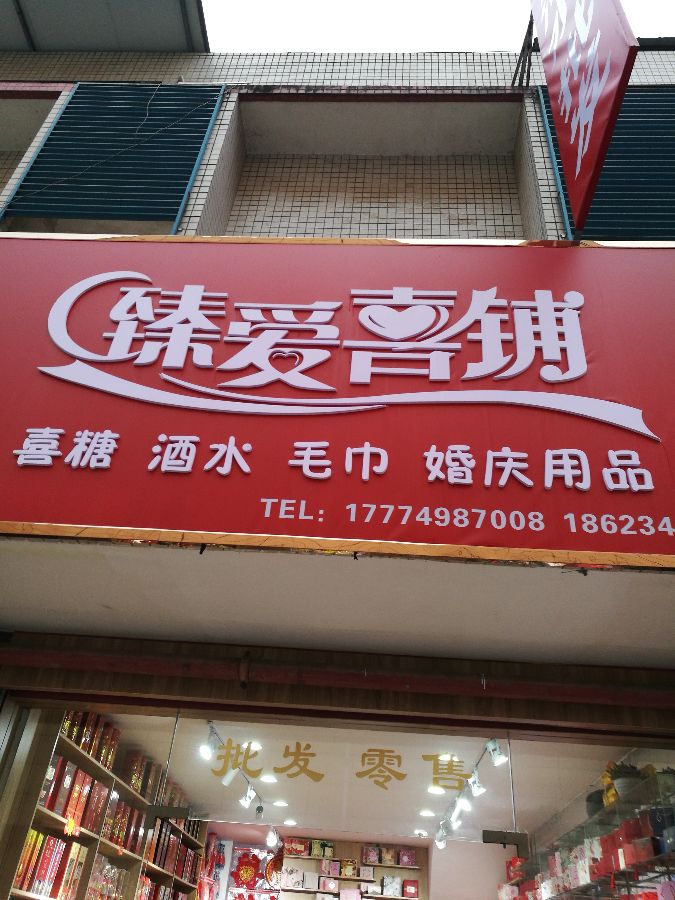 臻爱喜铺
喜糖 酒水 毛巾 婚庆用品
TEL: 17774987008 186234
批发 零售